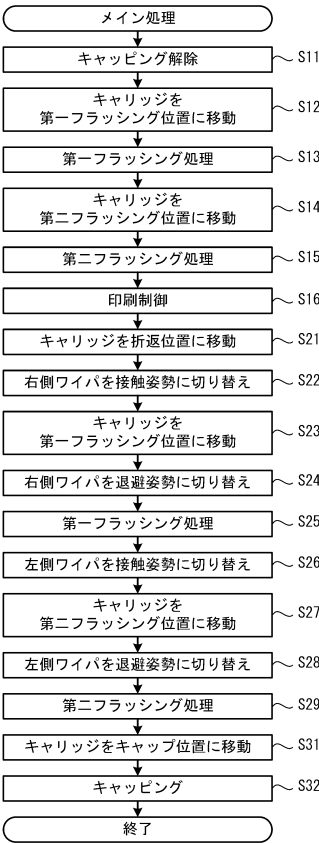 メイン処理
キャッピング解除
S11
キャリッジを
第一フラッシング位置に移動
S12
第一フラッシング処理
S13
キャリッジを
第二フラッシング位置に移動
S14
第二フラッシング処理
S15
印刷制御
S16
キャリッジを折返位置に移動
S21
右側ワイパを接触姿勢に切り替え
S22
キャリッジを
第一フラッシング位置に移動
S23
右側ワイパを退避姿勢に切り替え
S24
第一フラッシング処理
S25
左側ワイパを接触姿勢に切り替え
S26
キャリッジを
第二フラッシング位置に移動
S27
左側ワイパを退避姿勢に切り替え
S28
第二フラッシング処理
S29
キャリッジをキャップ位置に移動
S31
キャッピング
S32
終了